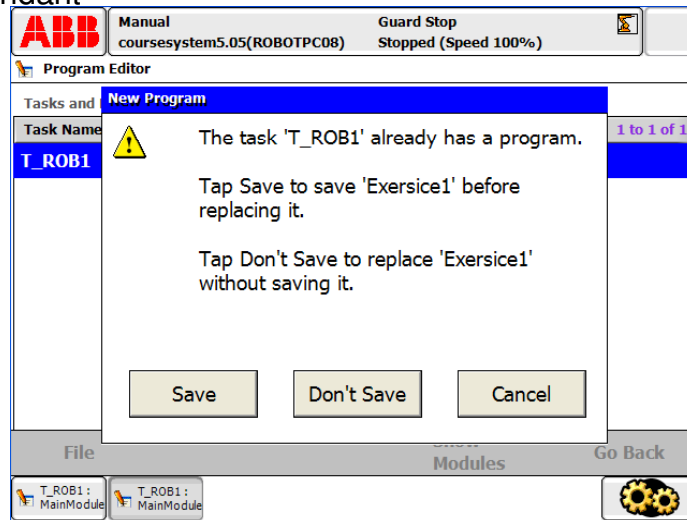 ndant
ABB
Manual
Guard Stop
coursesystem5.05(ROBOTPC08)
Stopped (Speed 100%)
Program Editor
Tasks and
New Program
Task Name
1 to 1 of 1
T_ROB1
The task 'T_ROB1' already has a program.
Tap Save to save 'Exersice1' before
replacing it.
Tap Don't Save to replace 'Exersice1'
without saving it.
Save
Don't Save
Cancel
File
Show
Modules
Go Back
T_ROB1:
MainModule
T_ROB1:
MainModule